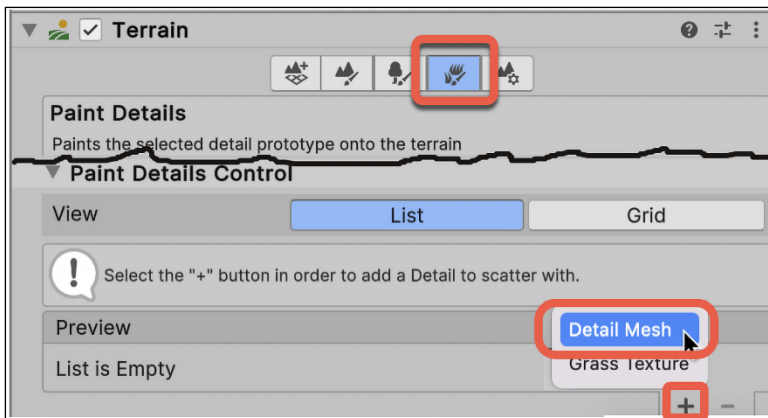 Terrain
Paint Details
Paints the selected detail prototype onto the terrain
Paint Details Control
View List Grid
Select the "+" button in order to add a Detail to scatter with.
Preview Detail Mesh
List is Empty Grass Texture
+ -